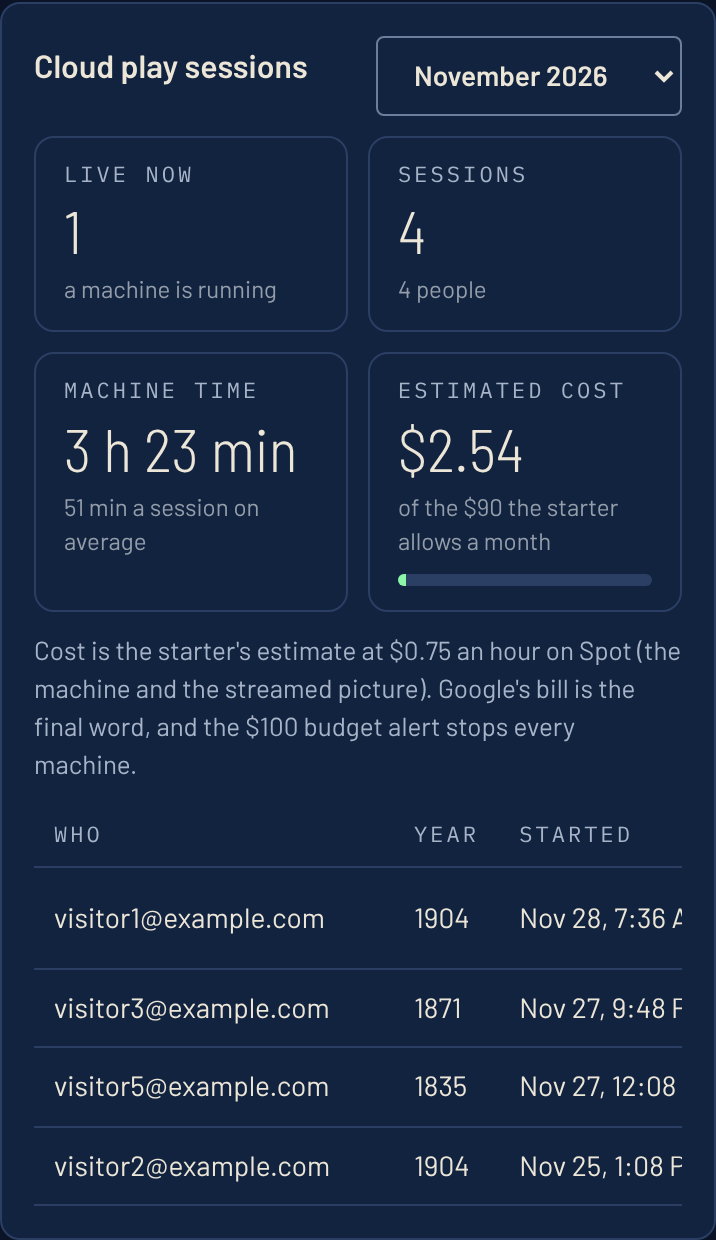 Cloud play sessions
November 2026
LIVE NOW
1
a machine is running
SESSIONS
4
4 people
MACHINE TIME
3 h 23 min
51 min a session on
average
ESTIMATED COST
$2.54
of the $90 the starter
allows a month
Cost is the starter's estimate at $0.75 an hour on Spot (the
machine and the streamed picture). Google's bill is the
final word, and the $100 budget alert stops every
machine.
WHO YEAR STARTED
visitor1@example.com 1904 Nov 28, 7:36
visitor3@example.com 1871 Nov 27, 9:48
visitor5@example.com 1835 Nov 27, 12:08
visitor2@example.com 1904 Nov 25, 1:08